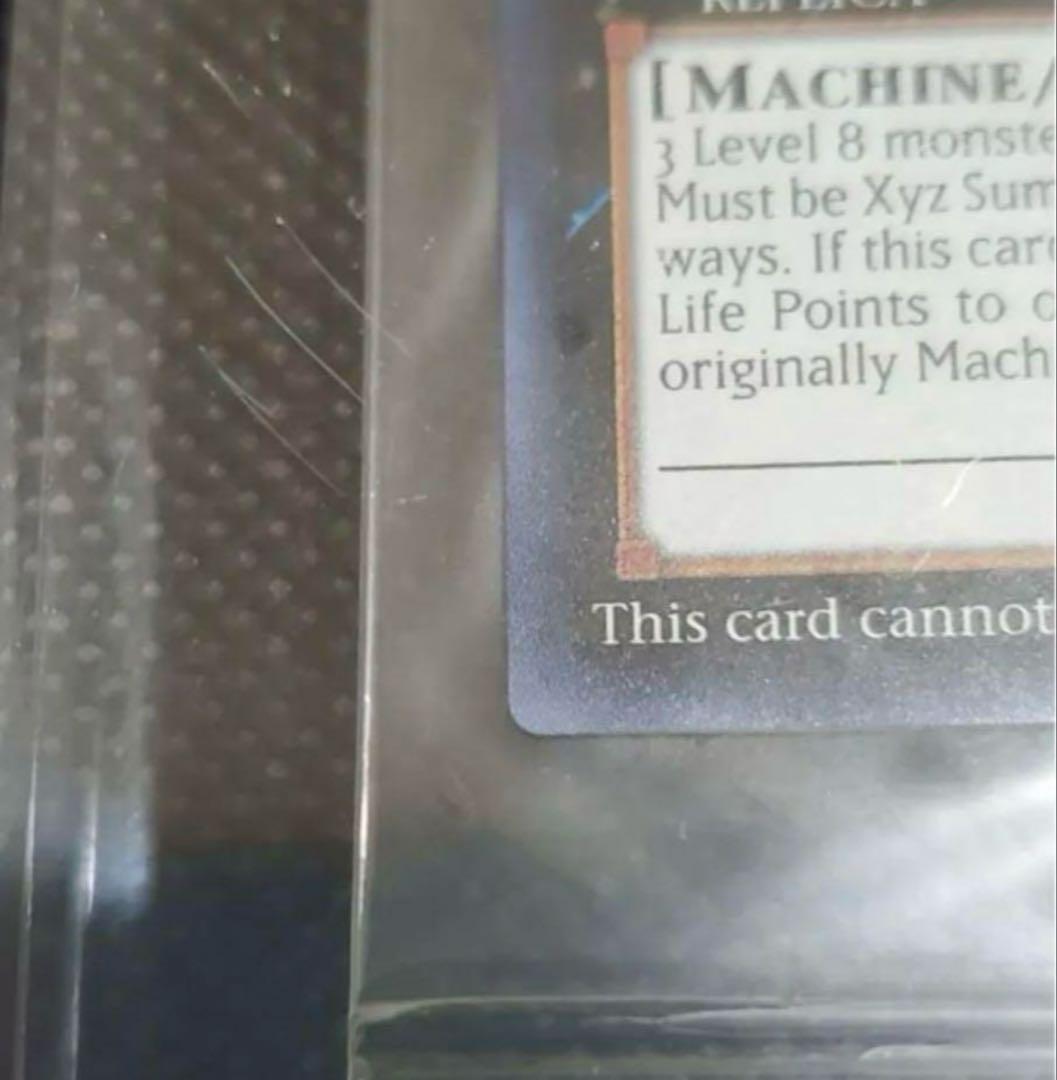 REPLICA
[MACHINE/
3 Level 8 monste
Must be Xyz Sum
ways. If this car
Life Points to
originally Mach
This card cannot